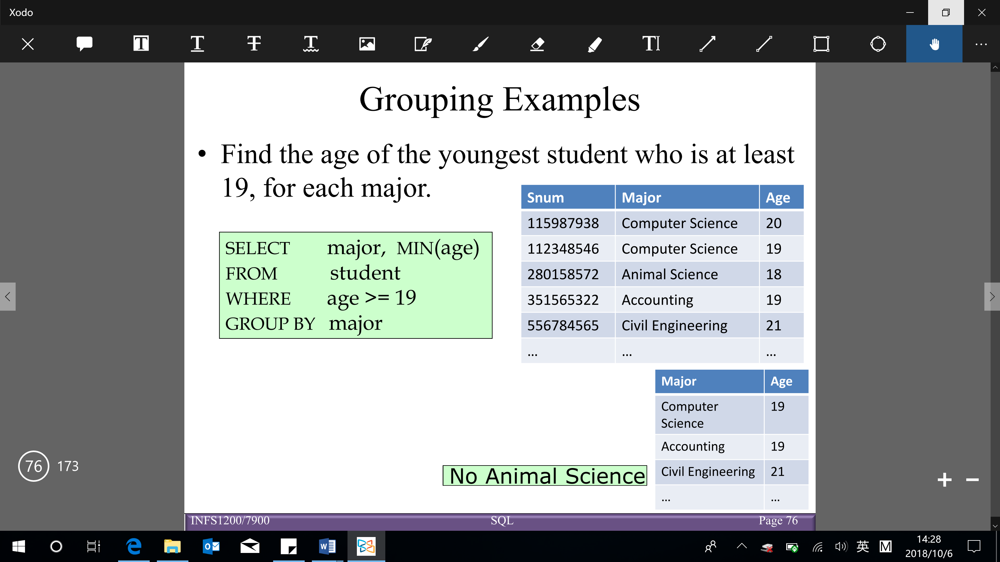 Xodo
Grouping Examples
• Find the age of the youngest student who is at least
19, for each major.
Snum Major Age
115987938 Computer Science 20
112348546 Computer Science 19
280158572 Animal Science 18
351565322 Accounting 19
556784565 Civil Engineering 21
... ... ...
SELECT major, MIN(age)
FROM student
WHERE age >= 19
GROUP BY major
Major Age
Computer 19
Science
Accounting 19
Civil Engineering 21
... ...
No Animal Science
76 173
INFS1200/7900 SQL Page 76
英 M
14:28
2018/10/6